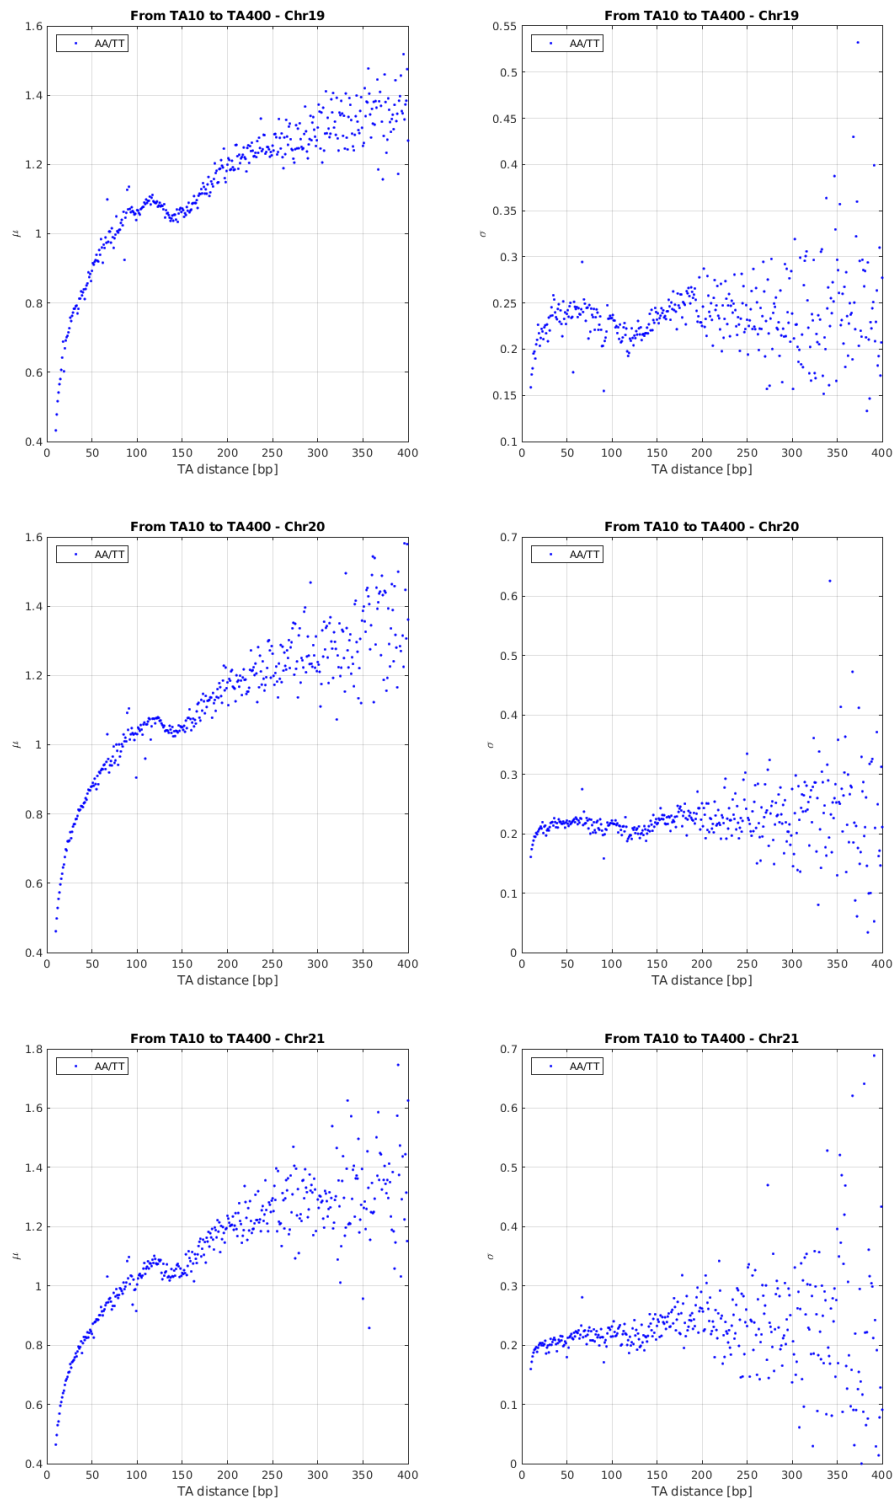 From TA10 to TA400 - Chr19
AA/TT
1.6
1.4
1.2
1
0.8
0.6
0.4
μ
0 50 100 150 200 250 300 350 400
TA distance [bp]
From TA10 to TA400 - Chr19
AA/TT
0.55
0.5
0.45
0.4
0.35
0.3
0.25
0.2
0.15
0.1
σ
0 50 100 150 200 250 300 350 400
TA distance [bp]
From TA10 to TA400 - Chr20
AA/TT
1.6
1.4
1.2
1
0.8
0.6
0.4
μ
0 50 100 150 200 250 300 350 400
TA distance [bp]
From TA10 to TA400 - Chr20
AA/TT
0.7
0.6
0.5
0.4
0.3
0.2
0.1
0
σ
0 50 100 150 200 250 300 350 400
TA distance [bp]
From TA10 to TA400 - Chr21
AA/TT
1.8
1.6
1.4
1.2
1
0.8
0.6
0.4
μ
0 50 100 150 200 250 300 350 400
TA distance [bp]
From TA10 to TA400 - Chr21
AA/TT
0.7
0.6
0.5
0.4
0.3
0.2
0.1
0
σ
0 50 100 150 200 250 300 350 400
TA distance [bp]